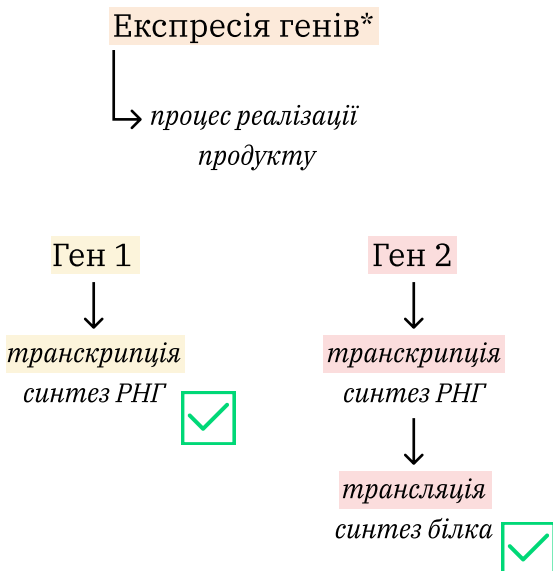 Експресія генів*
процес реалізації
продукту
Ген 1
транскрипція
синтез РНГ
Ген 2
транскрипція
синтез РНГ
трансляція
синтез білка